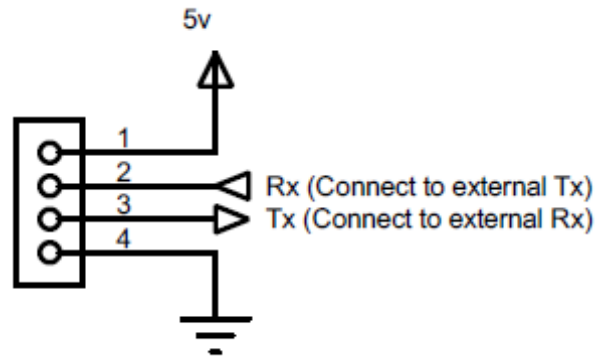 5v
1
2
Rx (Connect to external Tx)
3
Tx (Connect to external Rx)
4